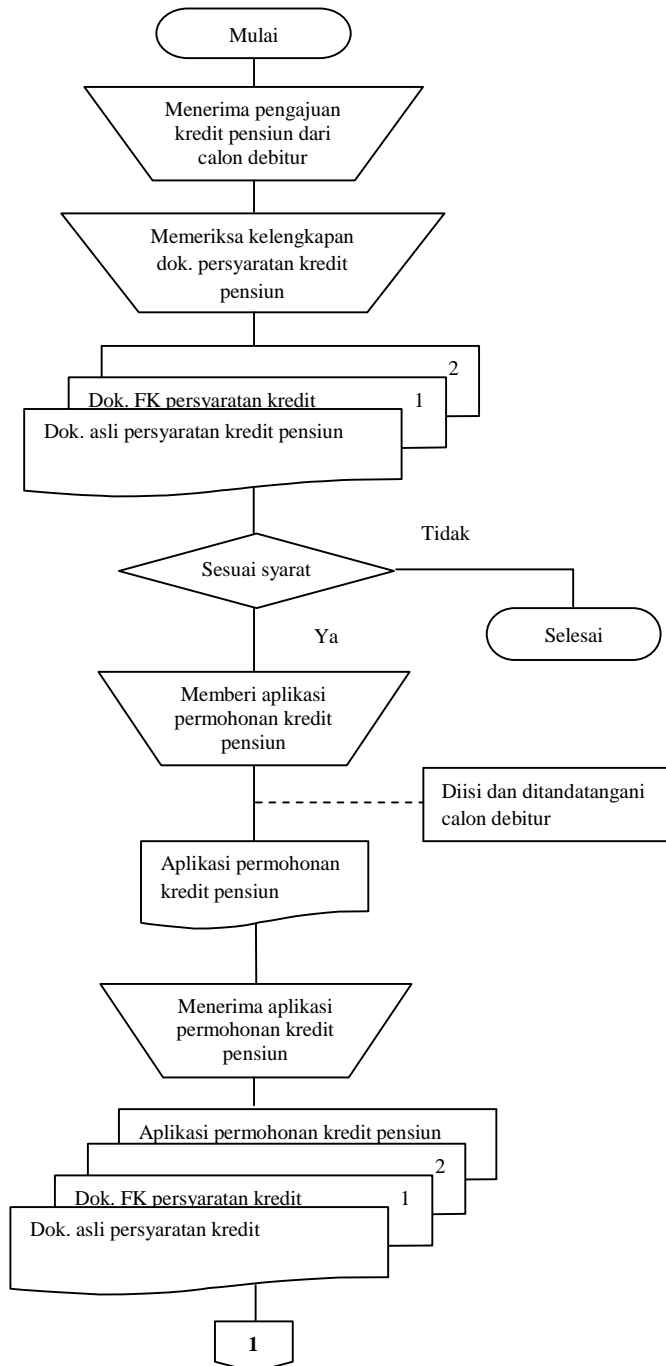 Mulai
Menerima pengajuan
kredit pensiun dari
calon debitur
Memeriksa kelengkapan
dok. persyaratan kredit
pensiun
2
Dok. FK persyaratan kredit 1
Dok. asli persyaratan kredit pensiun
Tidak
Sesuai syarat
Selesai
Ya
Memberi aplikasi
permohonan kredit
pensiun
Diisi dan ditandatangani
calon debitur
Aplikasi permohonan
kredit pensiun
Menerima aplikasi
permohonan kredit
pensiun
Aplikasi permohonan kredit pensiun
2
Dok. FK persyaratan kredit 1
Dok. asli persyaratan kredit
1